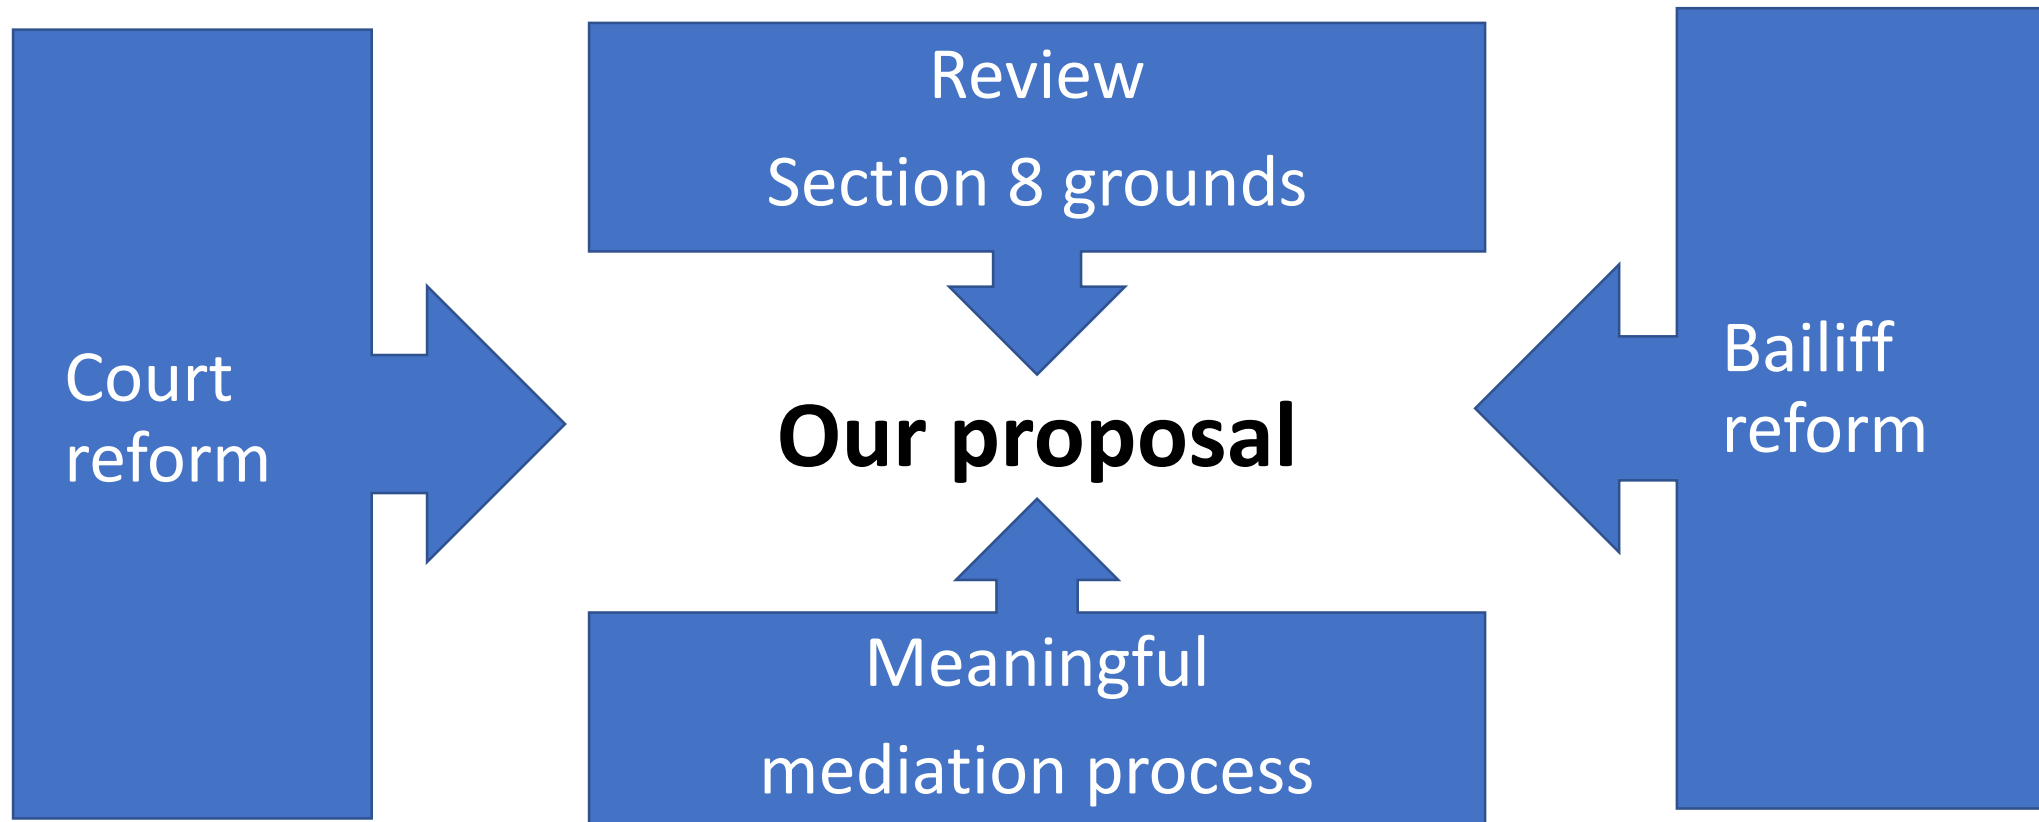 Review
Section 8 grounds
Court
reform
Our proposal
Bailiff
reform
Meaningful
mediation process